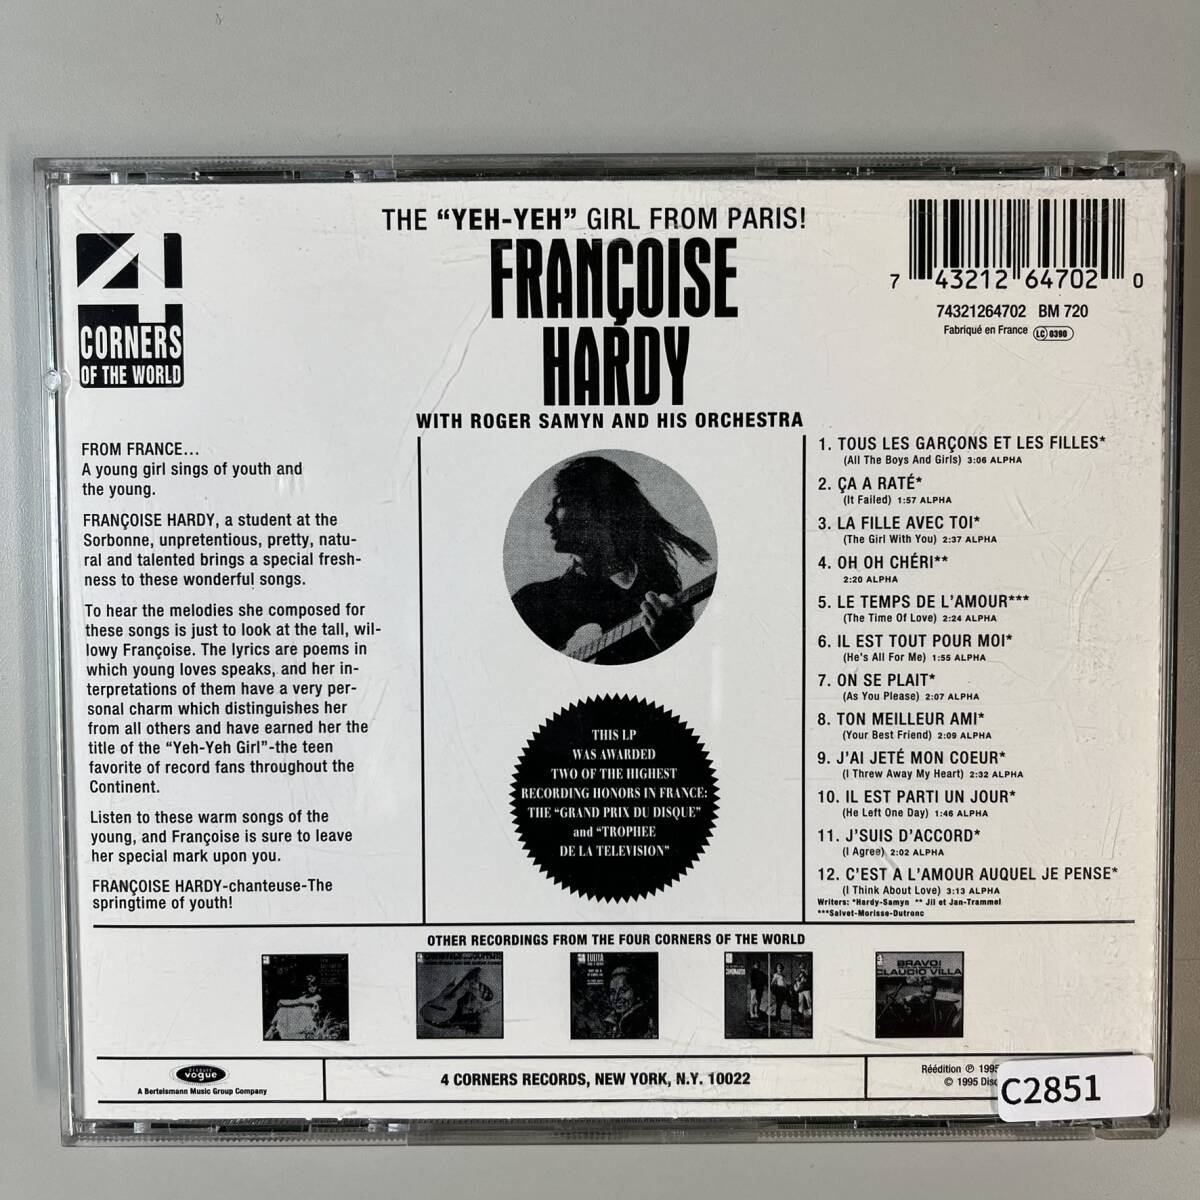 THE “YEH-YEH” GIRL FROM PARIS!
FRANÇOISE
HARDY
WITH ROGER SAMYN AND HIS ORCHESTRA
4
CORNERS
OF THE WORLD
7 43212 64702 0
74321264702 BM 720
Fabriqué en France LC 0390
FROM FRANCE...
A young girl sings of youth and
the young.
FRANÇOISE HARDY, a student at the
Sorbonne, unpretentious, pretty, natu-
ral and talented brings a special fresh-
ness to these wonderful songs.
To hear the melodies she composed for
these songs is just to look at the tall, wil-
lowy Françoise. The lyrics are poems in
which young loves speaks, and her in-
terpretations of them have a very per-
sonal charm which distinguishes her
from all others and have earned her the
title of the “Yeh-Yeh Girl”-the teen
favorite of record fans throughout the
Continent.
Listen to these warm songs of the
young, and Françoise is sure to leave
her special mark upon you.
FRANÇOISE HARDY-chanteuse-The
springtime of youth!
THIS LP
WAS AWARDED
TWO OF THE HIGHEST
RECORDING HONORS IN FRANCE:
THE “GRAND PRIX DU DISQUE”
and “TROPHEE
DE LA TELEVISION”
1. TOUS LES GARÇONS ET LES FILLES*
(All The Boys And Girls) 3:06 ALPHA
2. ÇA A RATÉ*
(It Failed) 1:57 ALPHA
3. LA FILLE AVEC TOI*
(The Girl With You) 2:37 ALPHA
4. OH OH CHÉRI**
2:20 ALPHA
5. LE TEMPS DE L’AMOUR***
(The Time Of Love) 2:24 ALPHA
6. IL EST TOUT POUR MOI*
(He’s All For Me) 1:55 ALPHA
7. ON SE PLAIT*
(As You Please) 2:07 ALPHA
8. TON MEILLEUR AMI*
(Your Best Friend) 2:09 ALPHA
9. J’AI JETÉ MON COEUR*
(I Threw Away My Heart) 2:32 ALPHA
10. IL EST PARTI UN JOUR*
(He Left One Day) 1:46 ALPHA
11. J’SUIS D’ACCORD*
(I Agree) 2:02 ALPHA
12. C’EST A L’AMOUR AUQUEL JE PENSE*
(I Think About Love) 3:13 ALPHA
Writers: *Hardy-Samyn ** Jil et Jan-Trammel
***Salvet-Morisse-Dutronc
OTHER RECORDINGS FROM THE FOUR CORNERS OF THE WORLD
BRAVO!
CLAUDIO VILLA
vogue
A Bertelsmann Music Group Company
4 CORNERS RECORDS, NEW YORK, N.Y. 10022
Réédition ℗ 1995
© 1995
C2851